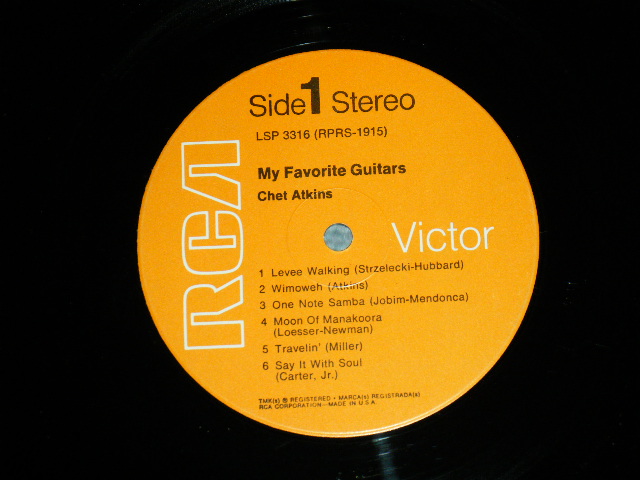 Side 1 Stereo
LSP 3316 (RPRS-1915)
My Favorite Guitars
Chet Atkins
RCA
Victor
1 Levee Walking (Strzelecki-Hubbard)
2 Wimoweh (Atkins)
3 One Note Samba (Jobim-Mendonca)
4 Moon Of Manakoora
(Loesser-Newman)
5 Travelin' (Miller)
6 Say It With Soul
(Carter, Jr.)
TMK(s) ® REGISTERED • MARCA(s) REGISTRADA(s)
RCA CORPORATION-MADE IN U.S.A.